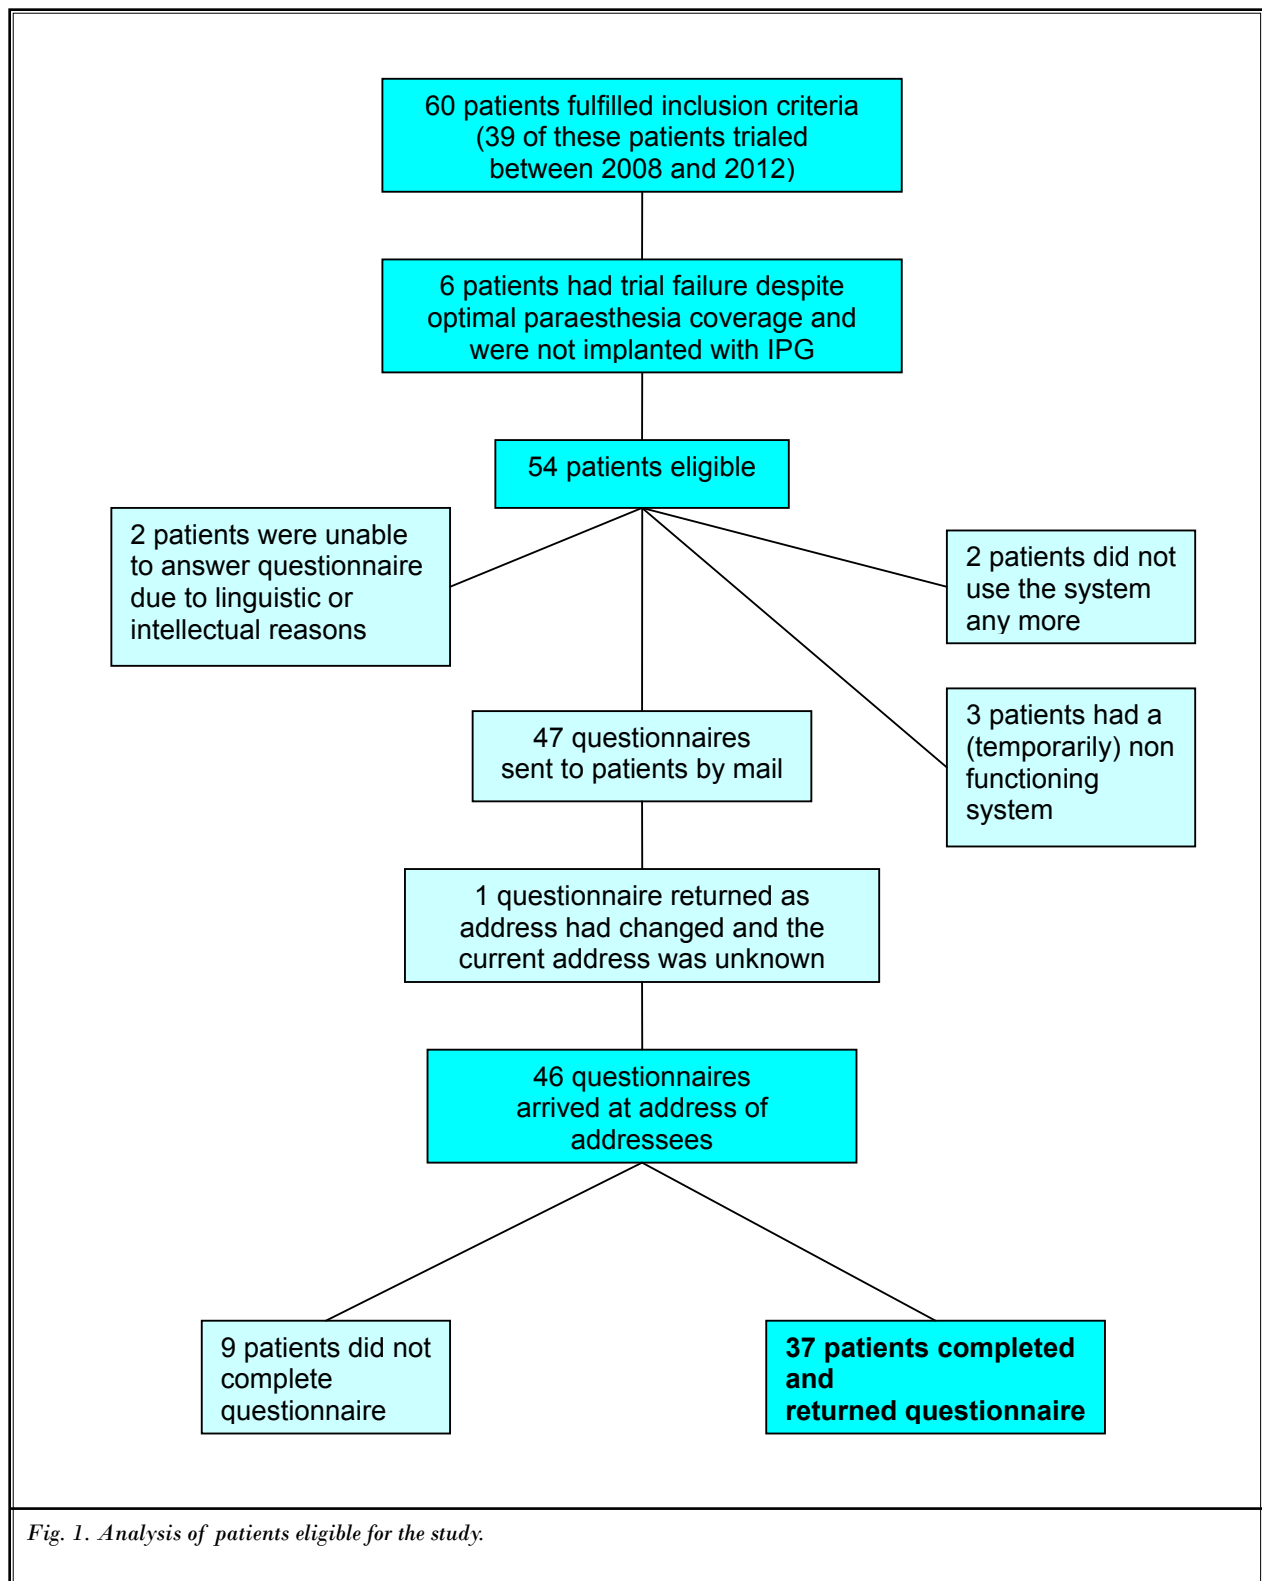 60 patients fulfilled inclusion criteria
(39 of these patients trialed
between 2008 and 2012)
6 patients had trial failure despite
optimal paraesthesia coverage and
were not implanted with IPG
54 patients eligible
2 patients were unable
to answer questionnaire
due to linguistic or
intellectual reasons
2 patients did not
use the system
any more
3 patients had a
(temporarily) non
functioning
system
47 questionnaires
sent to patients by mail
1 questionnaire returned as
address had changed and the
current address was unknown
46 questionnaires
arrived at address of
addressees
9 patients did not
complete
questionnaire
37 patients completed
and
returned questionnaire
Fig. 1. Analysis of patients eligible for the study.